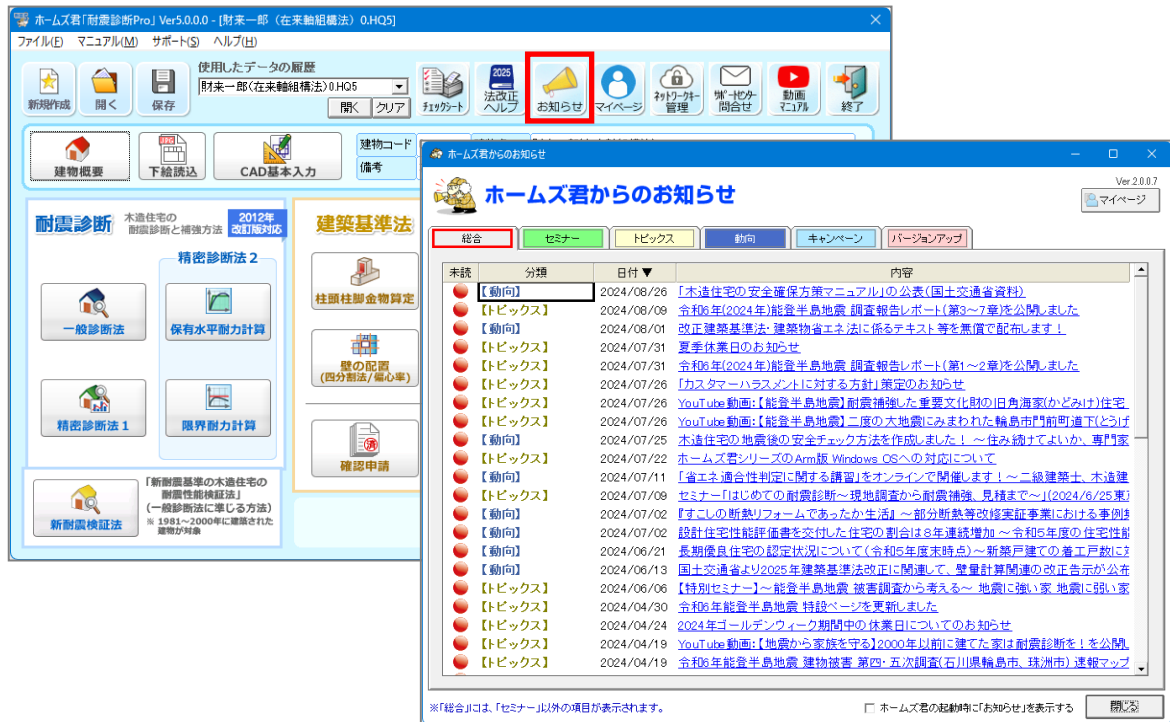 ホームズ君「耐震診断Pro」 Ver5.0.0.0 - [財来一郎（在来軸組構法）0.HQ5]
ファイル(F) マニュアル(M) サポート(S) ヘルプ(H)
新規作成
開く
保存
使用したデータの履歴
財来一郎(在来軸組構法)0.HQ5
開く クリア
ﾁｪｯｸｼｰﾄ
2025
法改正
ヘルプ
お知らせ
マイページ
ﾈｯﾄﾜｰｸｷｰ
管理
ｻﾎﾟｰﾄｾﾝﾀｰ
問合せ
動画
ﾏﾆｭｱﾙ
終了
建物概要
下絵読込
CAD基本入力
建物コード
備考
耐震診断
木造住宅の
耐震診断と補強方法
2012年
改訂版対応
精密診断法２
一般診断法
保有水平耐力計算
精密診断法１
限界耐力計算
新耐震検証法
「新耐震基準の木造住宅の
耐震性能検証法」
(一般診断法に準じる方法)
※ 1981～2000年に建築された
建物が対象
建築基準法
柱頭柱脚金物算定
壁の配置
(四分割法/偏心率)
確認申請
ホームズ君からのお知らせ
ホームズ君からのお知らせ
Ver.2.0.0.7
マイページ
総合 セミナー トピックス 動向 キャンペーン バージョンアップ
未読 分類 日付▼ 内容
【動向】 2024/08/26 「木造住宅の安全確保方策マニュアル」の公表(国土交通省資料)
【トピックス】 2024/08/09 令和6年(2024年)能登半島地震 調査報告レポート(第3～7章)を公開しました
【動向】 2024/08/01 改正建築基準法・建築物省エネ法に係るテキスト等を無償で配布します！
【トピックス】 2024/07/31 夏季休業日のお知らせ
【トピックス】 2024/07/31 令和6年(2024年)能登半島地震 調査報告レポート(第1～2章)を公開しました
【トピックス】 2024/07/26 「カスタマーハラスメントに対する方針」策定のお知らせ
【トピックス】 2024/07/26 YouTube動画:【能登半島地震】耐震補強した重要文化財の旧角海家(かどみけ)住宅
【トピックス】 2024/07/26 YouTube動画:【能登半島地震】二度の大地震にみまわれた輪島市門前町道下(とうげ
【動向】 2024/07/25 木造住宅の地震後の安全チェック方法を作成しました！ ～住み続けてよいか、専門家
【トピックス】 2024/07/22 ホームズ君シリーズのArm版 Windows OSへの対応について
【動向】 2024/07/11 「省エネ適合性判定に関する講習」をオンラインで開催します！～二級建築士、木造建
【トピックス】 2024/07/09 セミナー「はじめての耐震診断～現地調査から耐震補強、見積まで～」(2024/6/25東
【動向】 2024/07/02 『すこしの断熱リフォームであったか生活』 ～部分断熱等改修実証事業における事例
【動向】 2024/07/02 設計住宅性能評価書を交付した住宅の割合は8年連続増加 ～令和5年度の住宅性能
【動向】 2024/06/21 長期優良住宅の認定状況について(令和5年度末時点)～新築戸建ての着工戸数に
【動向】 2024/06/13 国土交通省より2025年建築基準法改正に関連して、壁量計算関連の改正告示が公布
【トピックス】 2024/06/06 【特別セミナー】～能登半島地震 被害調査から考える～ 地震に強い家 地震に弱い家
【トピックス】 2024/04/30 令和6年能登半島地震 特設ページを更新しました
【トピックス】 2024/04/24 2024年ゴールデンウィーク期間中の休業日についてのお知らせ
【トピックス】 2024/04/19 YouTube動画:【地震から家族を守る】2000年以前に建てた家は耐震診断を！を公開
【トピックス】 2024/04/19 令和6年能登半島地震 建物被害 第四・五次調査(石川県輪島市、珠洲市) 速報マップ
※「総合」には、「セミナー」以外の項目が表示されます。
ホームズ君の起動時に「お知らせ」を表示する
閉じる